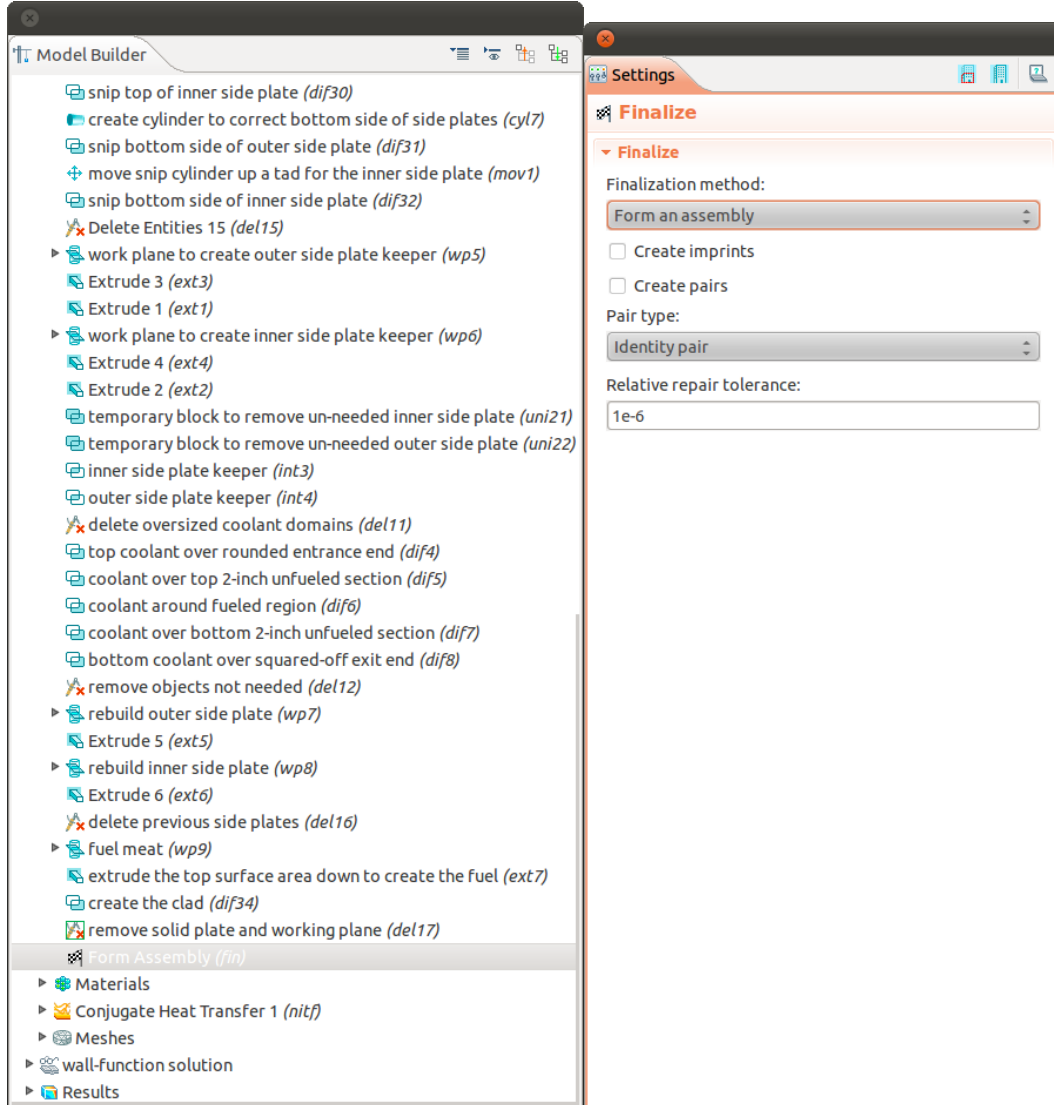 Model Builder
snip top of inner side plate (dif30)
create cylinder to correct bottom side of side plates (cyl7)
snip bottom side of outer side plate (dif31)
move snip cylinder up a tad for the inner side plate (mov1)
snip bottom side of inner side plate (dif32)
Delete Entities 15 (del15)
work plane to create outer side plate keeper (wp5)
Extrude 3 (ext3)
Extrude 1 (ext1)
work plane to create inner side plate keeper (wp6)
Extrude 4 (ext4)
Extrude 2 (ext2)
temporary block to remove un-needed inner side plate (uni21)
temporary block to remove un-needed outer side plate (uni22)
inner side plate keeper (int3)
outer side plate keeper (int4)
delete oversized coolant domains (del11)
top coolant over rounded entrance end (dif4)
coolant over top 2-inch unfueled section (dif5)
coolant around fueled region (dif6)
coolant over bottom 2-inch unfueled section (dif7)
bottom coolant over squared-off exit end (dif8)
remove objects not needed (del12)
rebuild outer side plate (wp7)
Extrude 5 (ext5)
rebuild inner side plate (wp8)
Extrude 6 (ext6)
delete previous side plates (del16)
fuel meat (wp9)
extrude the top surface area down to create the fuel (ext7)
create the clad (dif34)
remove solid plate and working plane (del17)
Form Assembly (fin)
Materials
Conjugate Heat Transfer 1 (nitf)
Meshes
wall-function solution
Results
Settings
Finalize
Finalize
Finalization method:
Form an assembly
Create imprints
Create pairs
Pair type:
Identity pair
Relative repair tolerance:
1e-6